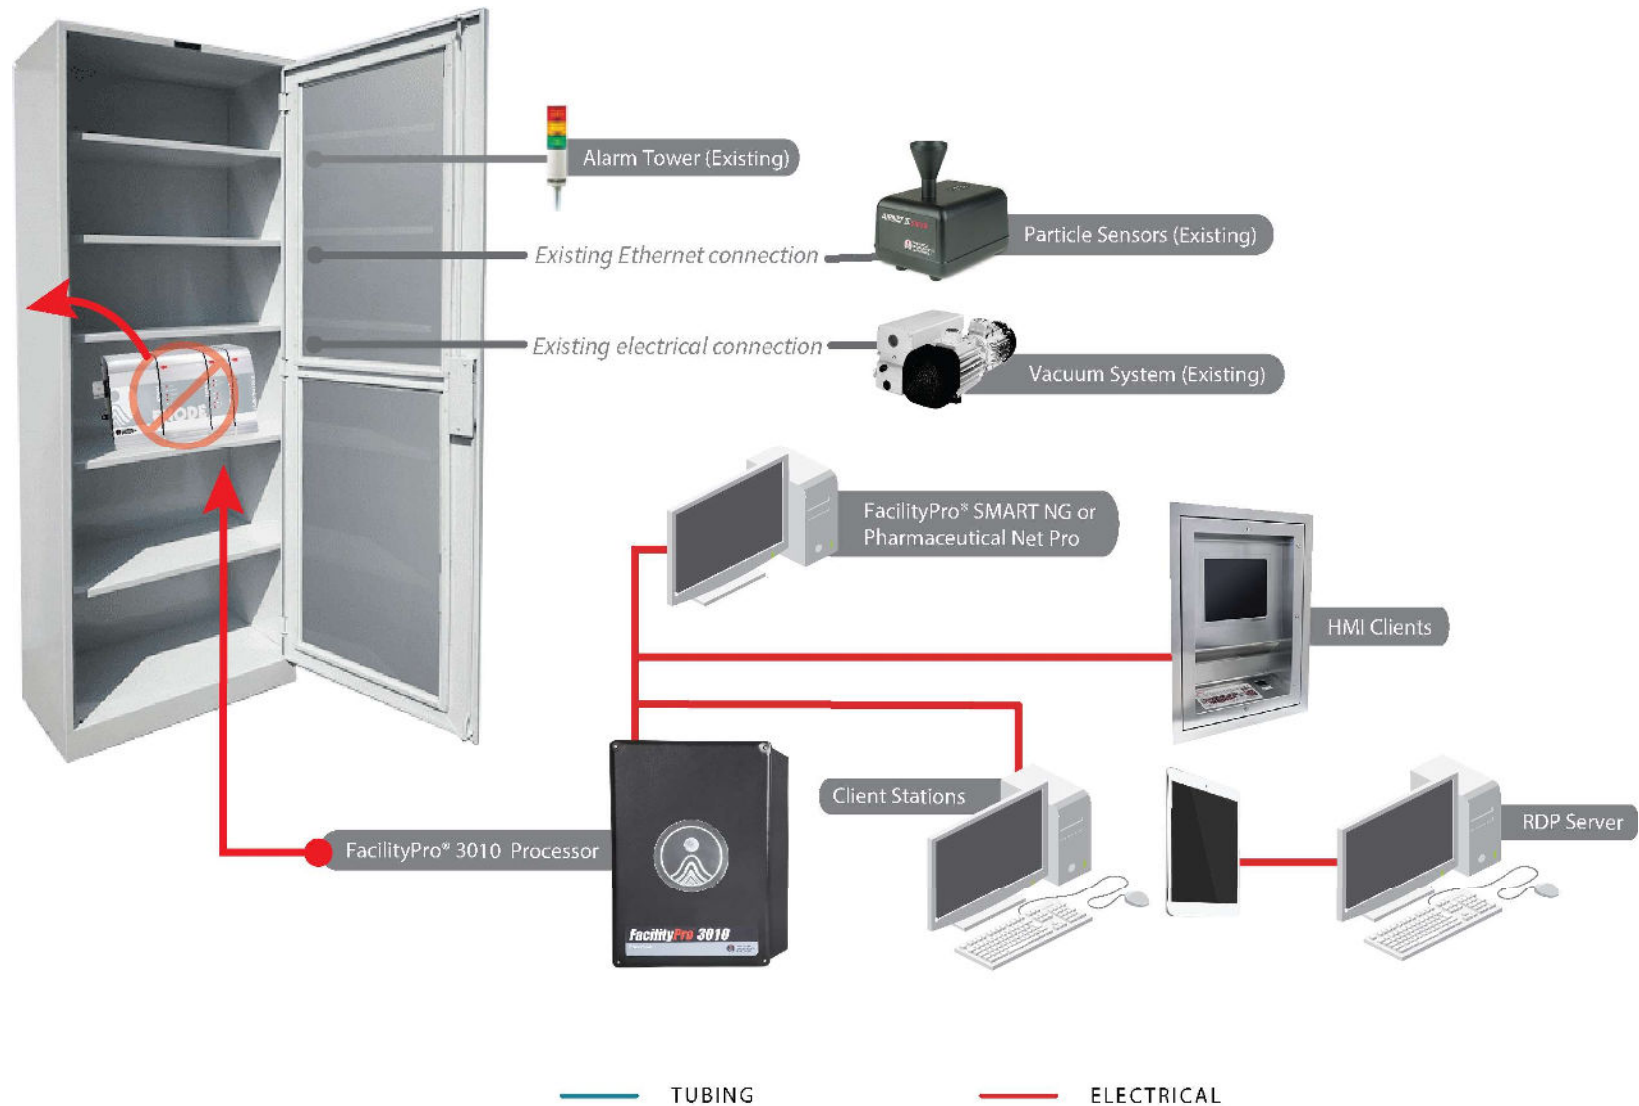 Alarm Tower (Existing)
Particle Sensors (Existing)
Existing Ethernet connection
Existing electrical connection
Vacuum System (Existing)
FacilityPro® SMART NG or
Pharmaceutical Net Pro
HMI Clients
Client Stations
RDP Server
FacilityPro® 3010 Processor
FacilityPro 3010
TUBING
ELECTRICAL